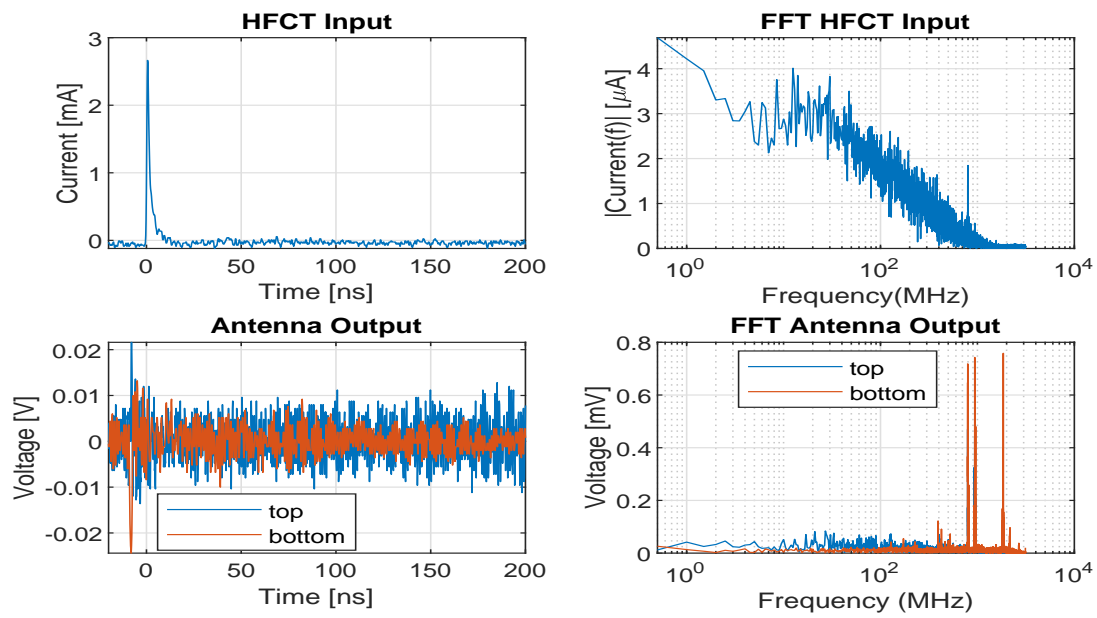 HFCT Input
3
2
1
0
Current [mA]
0
50
100
150
200
Time [ns]
FFT HFCT Input
4
3
2
1
0
|Current(f)| [μA]
10^0
10^2
10^4
Frequency(MHz)
Antenna Output
0.02
0.01
0
-0.01
-0.02
Voltage [V]
top
bottom
0
50
100
150
200
Time [ns]
FFT Antenna Output
0.8
0.6
0.4
0.2
0
Voltage [mV]
top
bottom
10^0
10^2
10^4
Frequency (MHz)